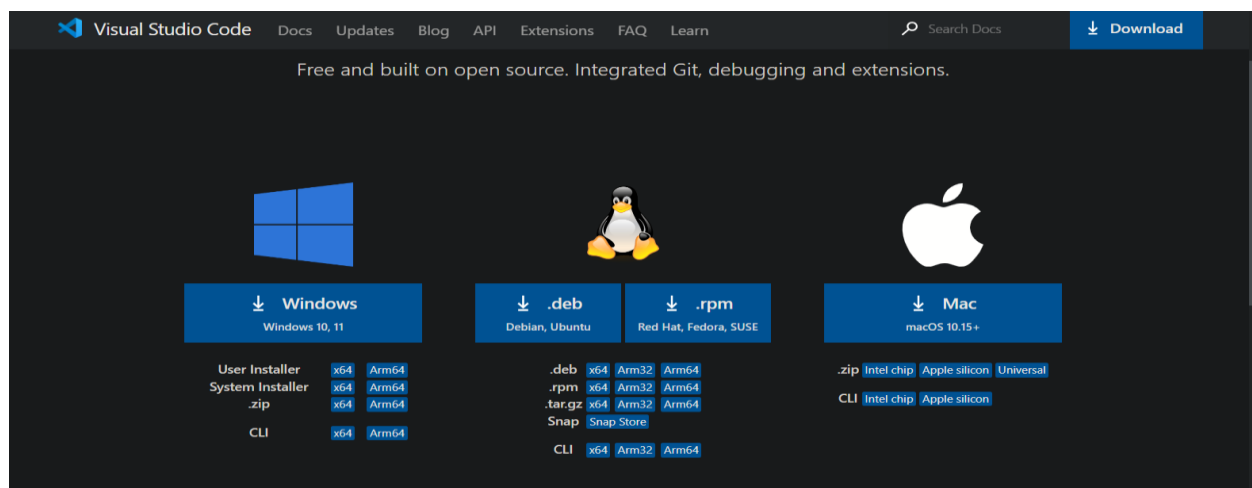 Visual Studio Code Docs Updates Blog API Extensions FAQ Learn Search Docs Download
Free and built on open source. Integrated Git, debugging and extensions.
Windows
Windows 10, 11
User Installer x64 Arm64
System Installer x64 Arm64
.zip x64 Arm64
CLI x64 Arm64
.deb
Debian, Ubuntu
.rpm
Red Hat, Fedora, SUSE
.deb x64 Arm32 Arm64
.rpm x64 Arm32 Arm64
.tar.gz x64 Arm32 Arm64
Snap Snap Store
CLI x64 Arm32 Arm64
Mac
macOS 10.15+
.zip Intel chip Apple silicon Universal
CLI Intel chip Apple silicon